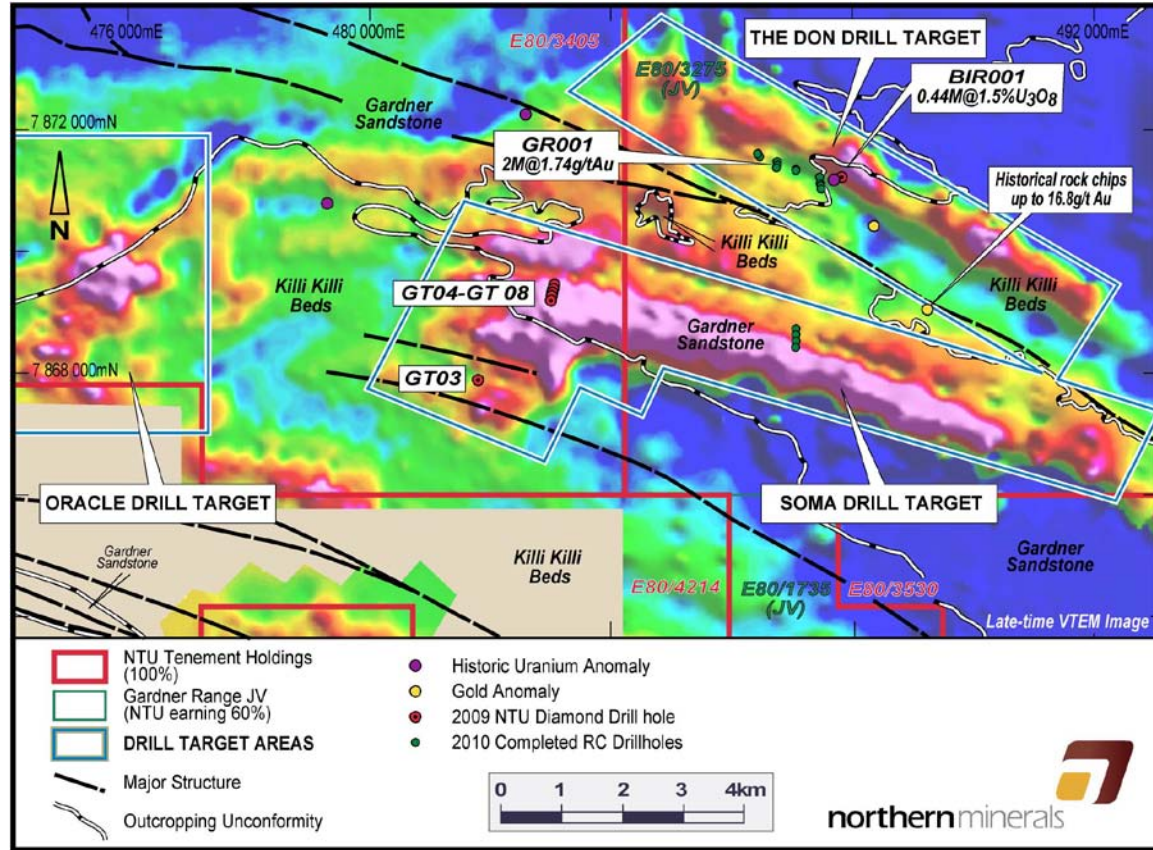 476 000mE
480 000mE
492 000mE
E80/3405
THE DON DRILL TARGET
E80/3275
(JV)
BIR001
0.44M@1.5%U₃O₈
Gardner
Sandstone
7 872 000mN
GR001
2M@1.74g/tAu
Historical rock chips
up to 16.8g/t Au
N
Killi Killi
Beds
Killi Killi
Beds
Killi Killi
Beds
GT04-GT 08
Gardner
Sandstone
7 868 000mN
GT03
ORACLE DRILL TARGET
SOMA DRILL TARGET
Gardner
Sandstone
Killi Killi
Beds
Gardner
Sandstone
E80/4214
E80/1735
(JV)
E80/3530
Late-time VTEM Image
NTU Tenement Holdings
(100%)
Gardner Range JV
(NTU earning 60%)
DRILL TARGET AREAS
Major Structure
Outcropping Unconformity
Historic Uranium Anomaly
Gold Anomaly
2009 NTU Diamond Drill hole
2010 Completed RC Drillholes
0 1 2 3 4km
northernminerals